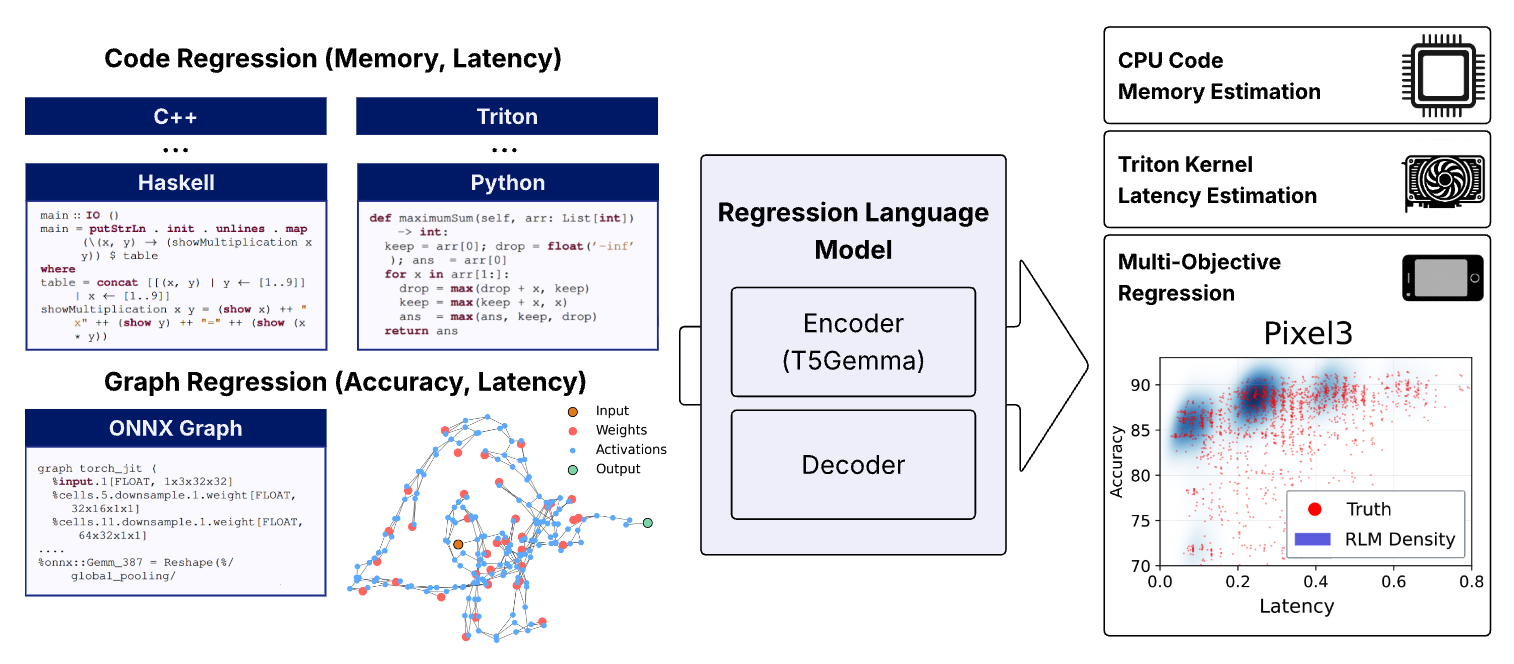 Code Regression (Memory, Latency)
C++
...
Haskell
main :: IO ()
main = putStrLn . init . unlines . map
(\(x, y) → (showMultiplication x
y)) $ table
where
table = concat [[(x, y) | y ← [1..9]]
| x ← [1..9]]
showMultiplication x y = (show x) ++ "
x" ++ (show y) ++ "=" ++ (show (x
* y))
Triton
...
Python
def maximumSum(self, arr: List[int])
-> int:
keep = arr[0]; drop = float('-inf'
); ans = arr[0]
for x in arr[1:]:
drop = max(drop + x, keep)
keep = max(keep + x, x)
ans = max(ans, keep, drop)
return ans
Graph Regression (Accuracy, Latency)
ONNX Graph
graph torch_jit (
%input.1[FLOAT, 1x3x32x32]
%cells.5.downsample.1.weight[FLOAT,
32x16x1x1]
%cells.11.downsample.1.weight[FLOAT,
64x32x1x1]
....
%onnx::Gemm_387 = Reshape(%/
global_pooling/
Input
Weights
Activations
Output
Regression Language
Model
Encoder
(T5Gemma)
Decoder
CPU Code
Memory Estimation
Triton Kernel
Latency Estimation
Multi-Objective
Regression
Pixel3
Accuracy
90
85
80
75
70
Truth
RLM Density
0.0 0.2 0.4 0.6 0.8
Latency